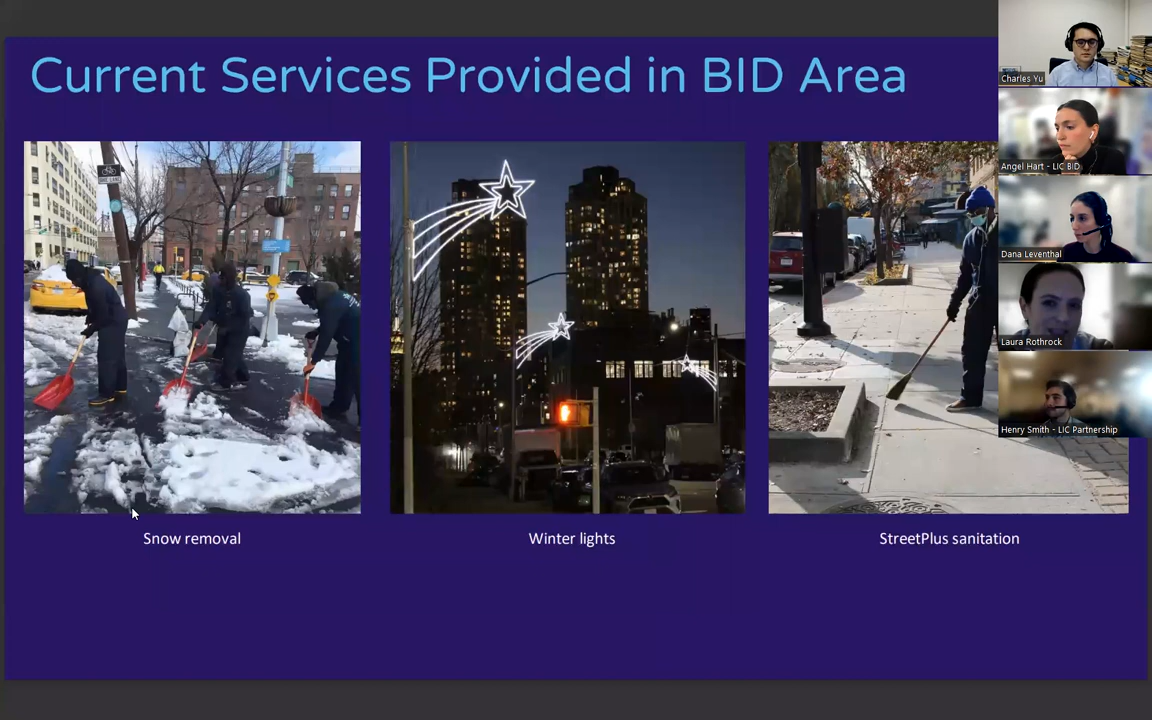 Current Services Provided in BID Area
Charles Yu
Angel Hart - LIC BID
Dana Leventhal
Laura Rothrock
Henry Smith - LIC Partnership
Snow removal
Winter lights
StreetPlus sanitation